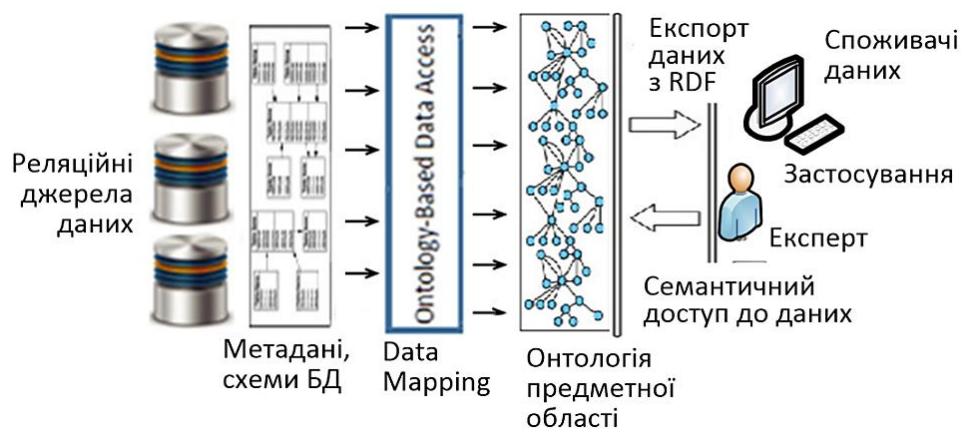 Реляційні
джерела
даних
Метадані,
схеми БД
Ontology-Based Data Access
Data
Mapping
Онтологія
предметної
області
Експорт
даних
з RDF
Споживачі
даних
Застосування
Експерт
Семантичний
доступ до даних